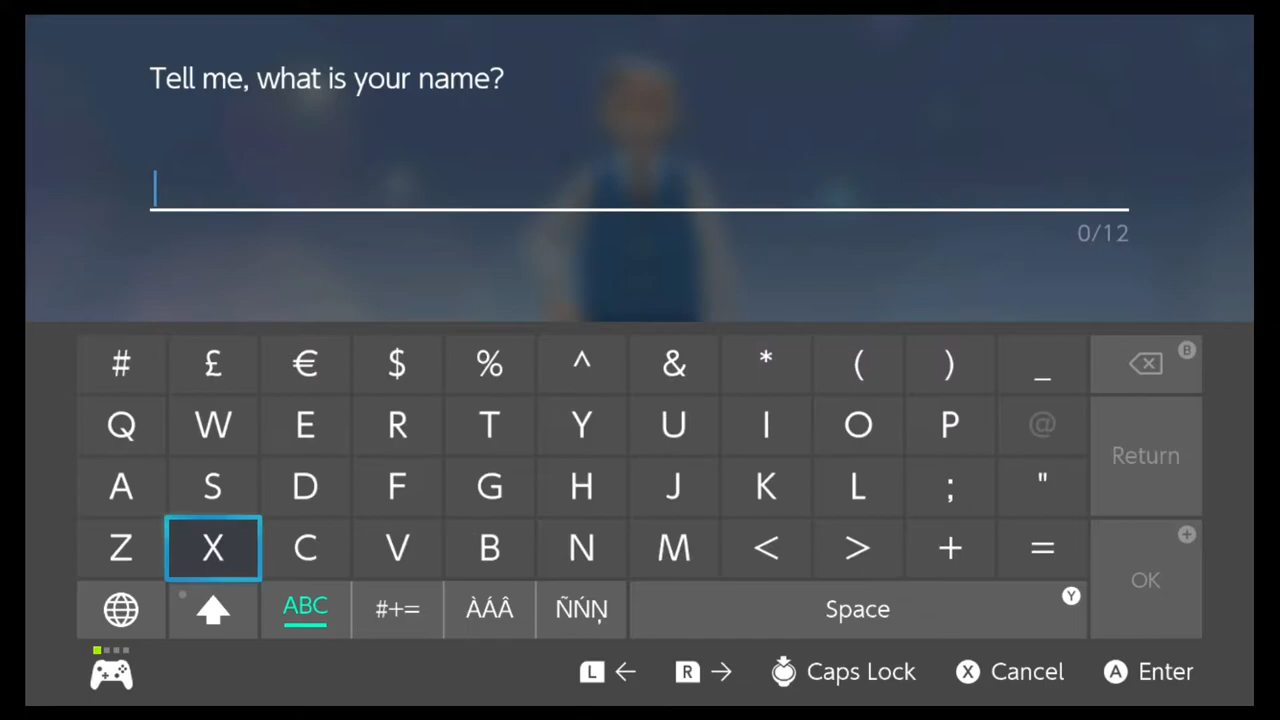 Tell me, what is your name?
0/12
# £ € $ % ^ & * ( ) _ B
Q W E R T Y U I O P @
A S D F G H J K L ; " Return
Z X C V B N M < > + = + OK
ABC #+= ÀÁÂ ÑŃŅ Space Y
L ← R → Caps Lock X Cancel A Enter